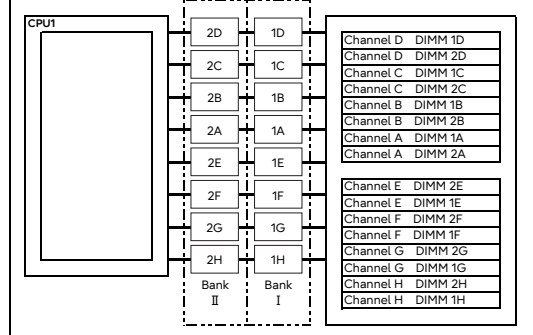 CPU1
2D 1D
2C 1C
2B 1B
2A 1A
2E 1E
2F 1F
2G 1G
2H 1H
Bank Bank
II I
Channel D DIMM 1D
Channel D DIMM 2D
Channel C DIMM 1C
Channel C DIMM 2C
Channel B DIMM 1B
Channel B DIMM 2B
Channel A DIMM 1A
Channel A DIMM 2A
Channel E DIMM 2E
Channel E DIMM 1E
Channel F DIMM 2F
Channel F DIMM 1F
Channel G DIMM 2G
Channel G DIMM 1G
Channel H DIMM 2H
Channel H DIMM 1H